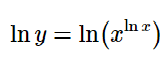 ln y = ln(x^{ln x})